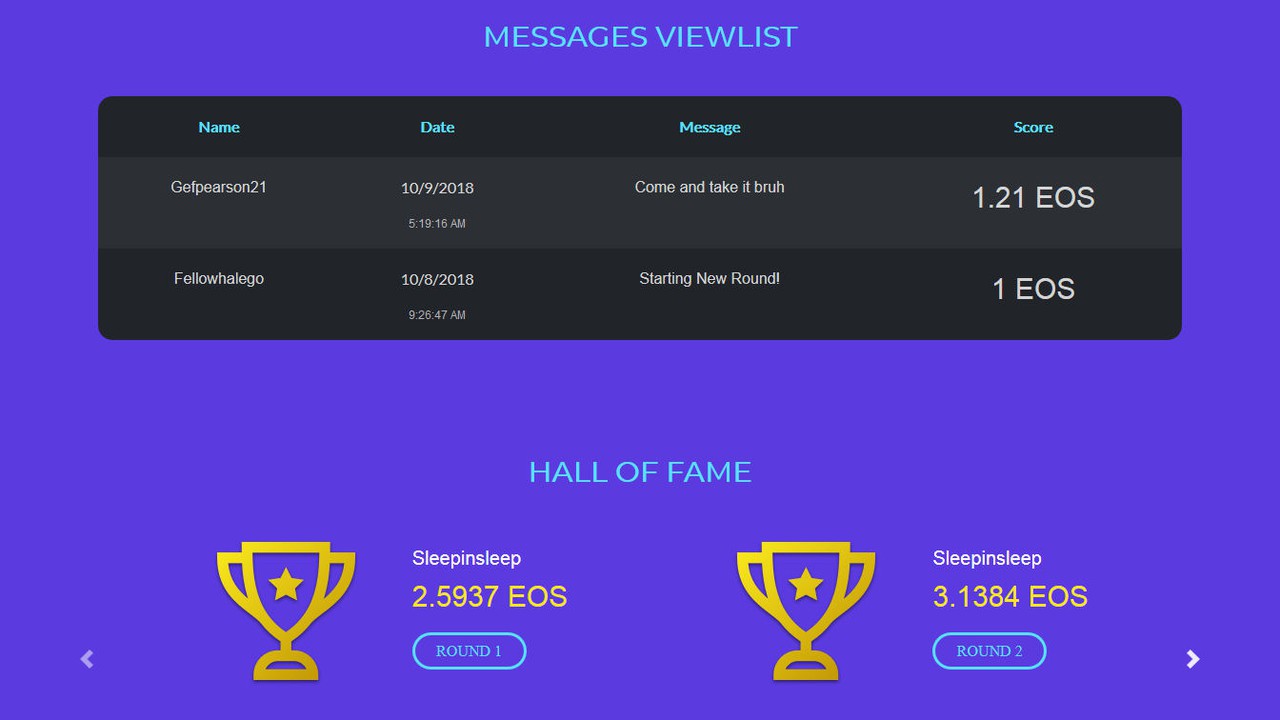 MESSAGES VIEWLIST
Name Date Message Score
Gefpearson21 10/9/2018 Come and take it bruh 1.21 EOS
5:19:16 AM
Fellowhalego 10/8/2018 Starting New Round! 1 EOS
9:26:47 AM
HALL OF FAME
Sleepinsleep Sleepinsleep
2.5937 EOS 3.1384 EOS
ROUND 1 ROUND 2